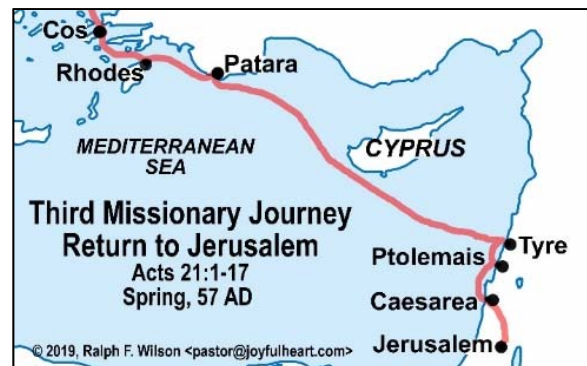 Cos
Rhodes
Patara
MEDITERRANEAN
SEA
CYPRUS
Third Missionary Journey
Return to Jerusalem
Acts 21:1-17
Spring, 57 AD
Tyre
Ptolemais
Caesarea
Jerusalem
© 2019, Ralph F. Wilson <pastor@joyfulheart.com>